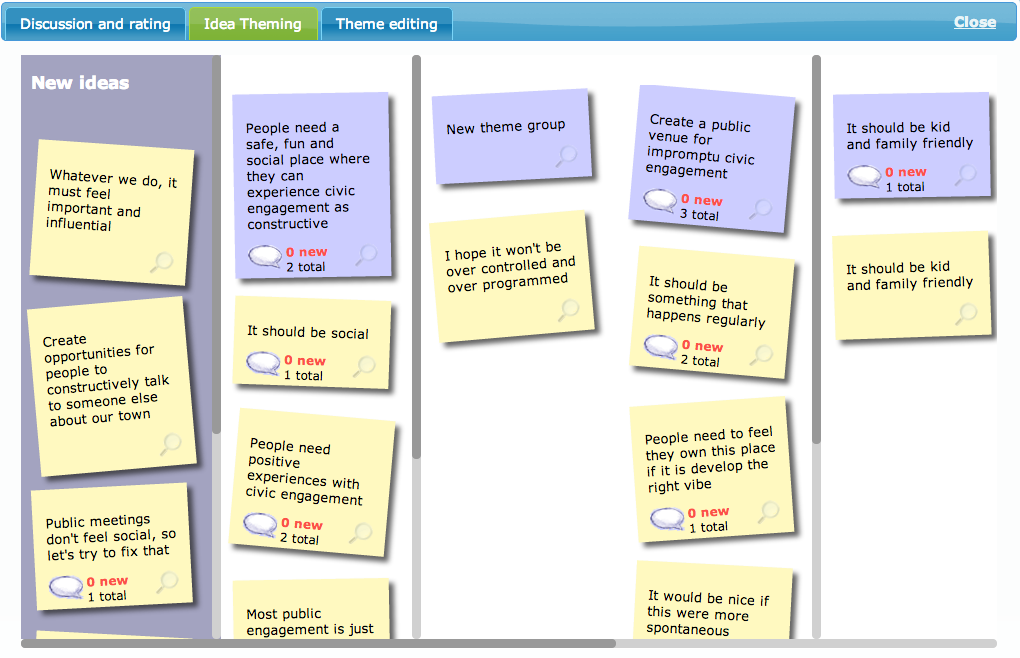 Discussion and rating
Idea Theming
Theme editing
Close
New ideas
Whatever we do, it
must feel
important and
influential
Create
opportunities for
people to
constructively talk
to someone else
about our town
Public meetings
don't feel social, so
let's try to fix that
0 new
1 total
People need a
safe, fun and
social place where
they can
experience civic
engagement as
constructive
0 new
2 total
It should be social
0 new
1 total
People need
positive
experiences with
civic engagement
0 new
2 total
Most public
engagement is just
New theme group
I hope it won't be
over controlled and
over programmed
Create a public
venue for
impromptu civic
engagement
0 new
3 total
It should be
something that
happens regularly
0 new
2 total
People need to feel
they own this place
if it is develop the
right vibe
0 new
1 total
It would be nice if
this were more
spontaneous
It should be kid
and family friendly
0 new
1 total
It should be kid
and family friendly